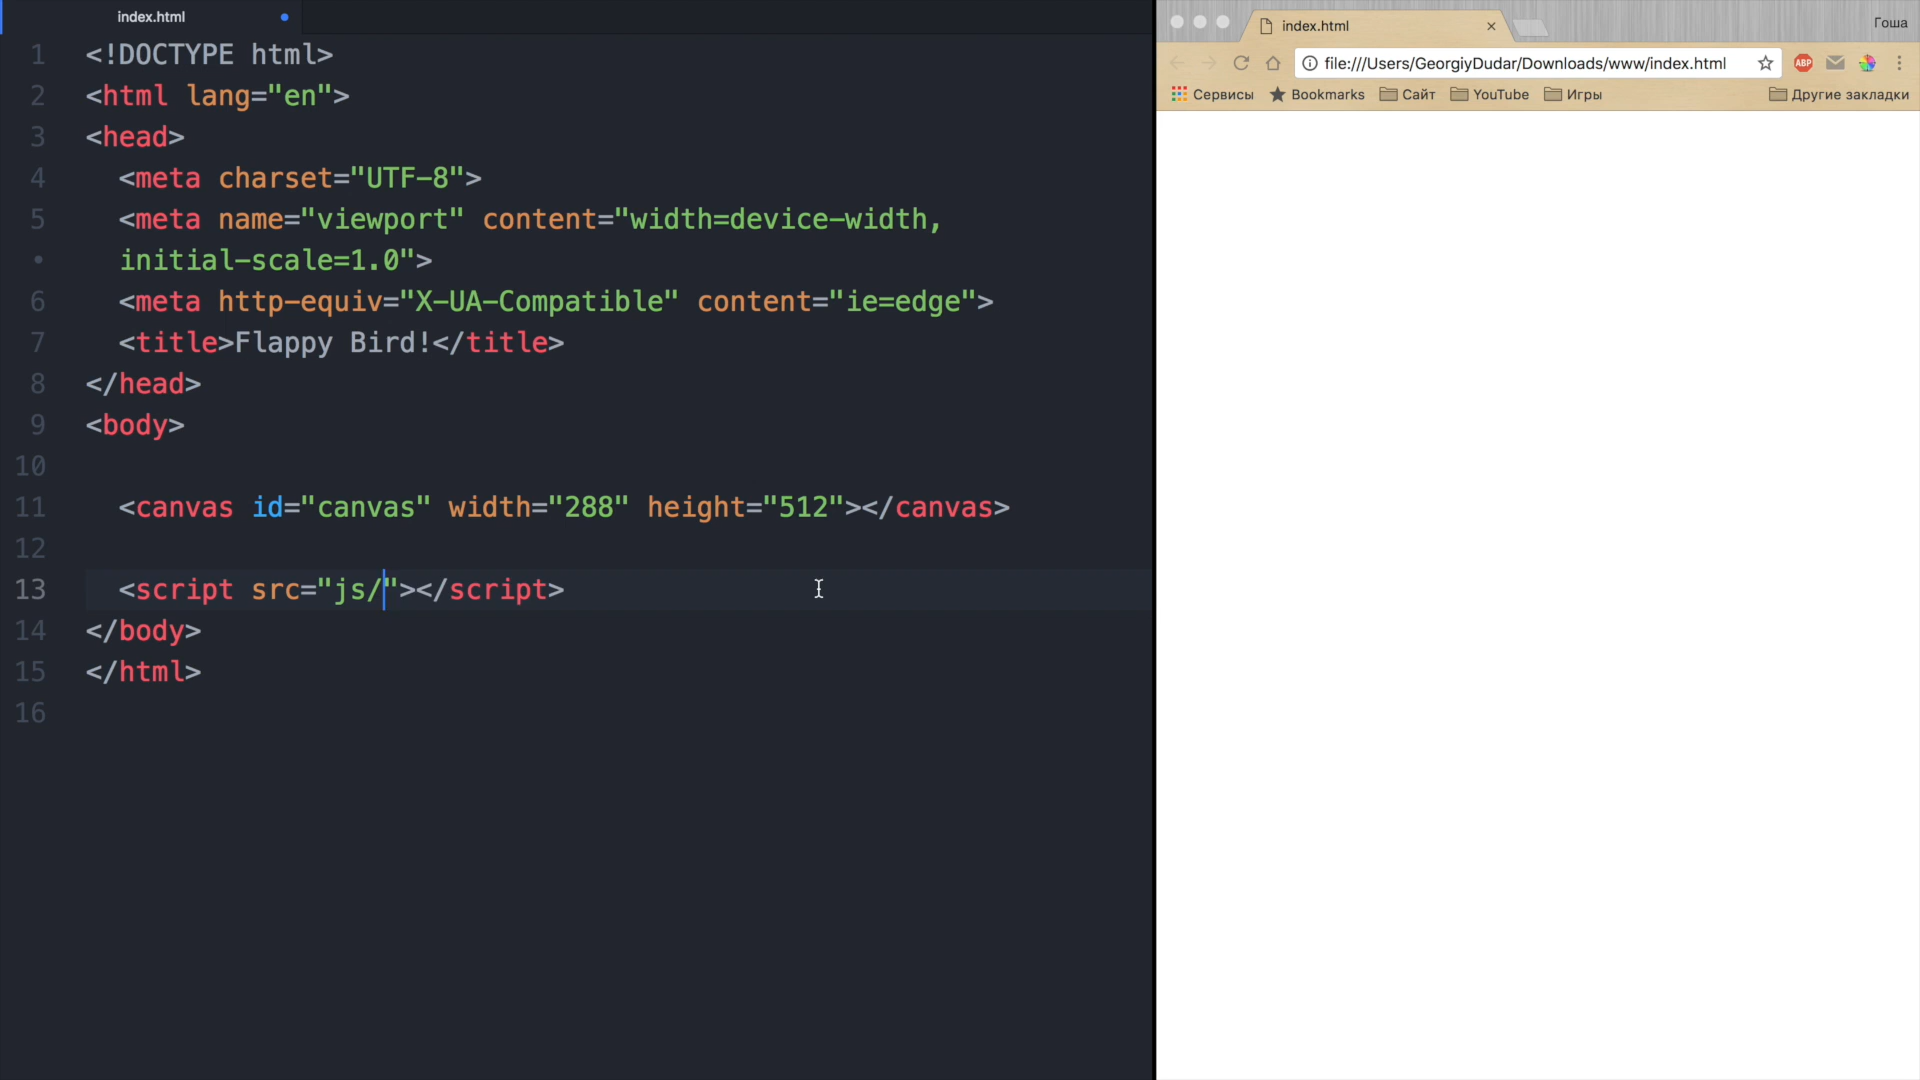 index.html
1 <!DOCTYPE html>
2 <html lang="en">
3 <head>
4 <meta charset="UTF-8">
5 <meta name="viewport" content="width=device-width,
• initial-scale=1.0">
6 <meta http-equiv="X-UA-Compatible" content="ie=edge">
7 <title>Flappy Bird!</title>
8 </head>
9 <body>
10
11 <canvas id="canvas" width="288" height="512"></canvas>
12
13 <script src="js/"></script>
14 </body>
15 </html>
16
index.html
Гоша
file:///Users/GeorgiyDudar/Downloads/www/index.html
ABP
Сервисы Bookmarks Сайт YouTube Игры Другие закладки